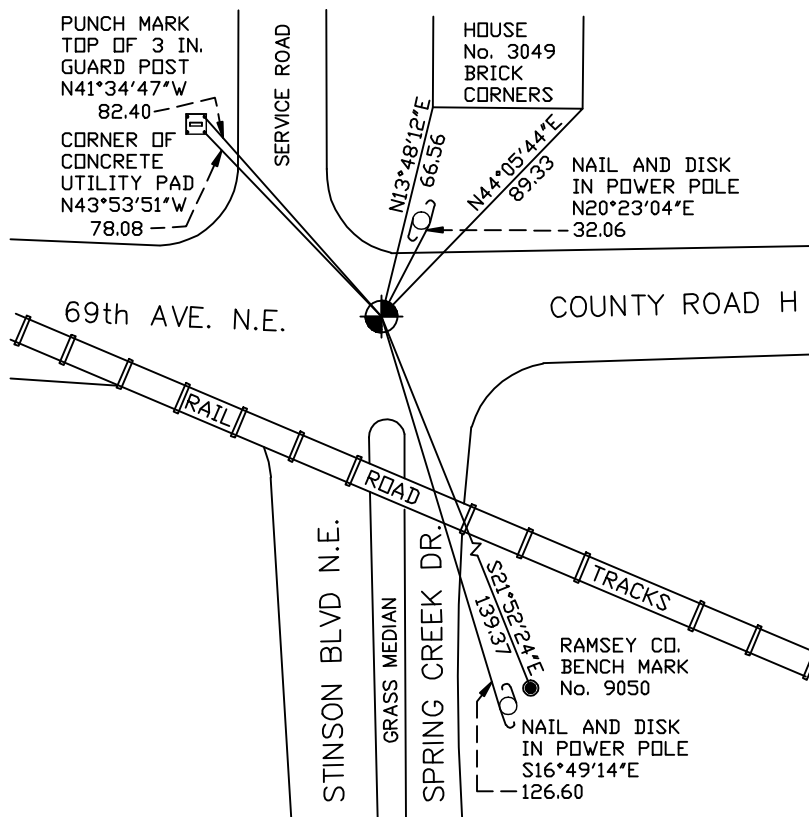 PUNCH MARK
TOP OF 3 IN.
GUARD POST
N41°34'47"W
82.40
CORNER OF
CONCRETE
UTILITY PAD
N43°53'51"W
78.08
SERVICE ROAD
HOUSE
No. 3049
BRICK
CORNERS
N13°48'12"E
66.56
N44°05'44"E
89.33
NAIL AND DISK
IN POWER POLE
N20°23'04"E
32.06
69th AVE. N.E.
COUNTY ROAD H
RAIL
ROAD
TRACKS
STINSON BLVD N.E.
GRASS MEDIAN
SPRING CREEK DR.
S21°52'24"E
139.37
RAMSEY CO.
BENCH MARK
No. 9050
NAIL AND DISK
IN POWER POLE
S16°49'14"E
126.60